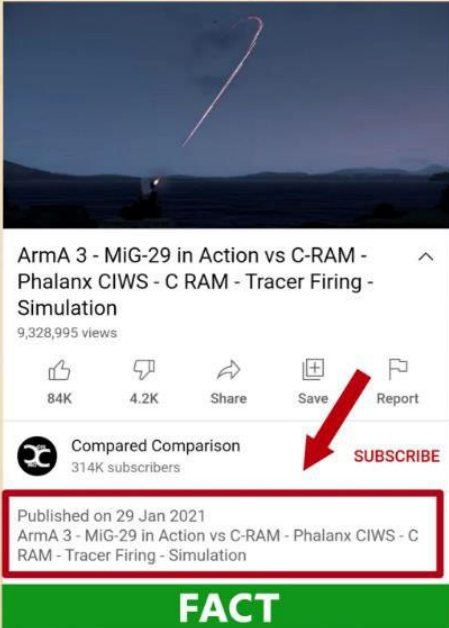 ArmA 3 - MiG-29 in Action vs C-RAM -
Phalanx CIWS - C RAM - Tracer Firing -
Simulation
9,328,995 views
84K
4.2K
Share
Save
Report
Compared Comparison
314K subscribers
SUBSCRIBE
Published on 29 Jan 2021
ArmA 3 - MiG-29 in Action vs C-RAM - Phalanx CIWS - C
RAM - Tracer Firing - Simulation
FACT